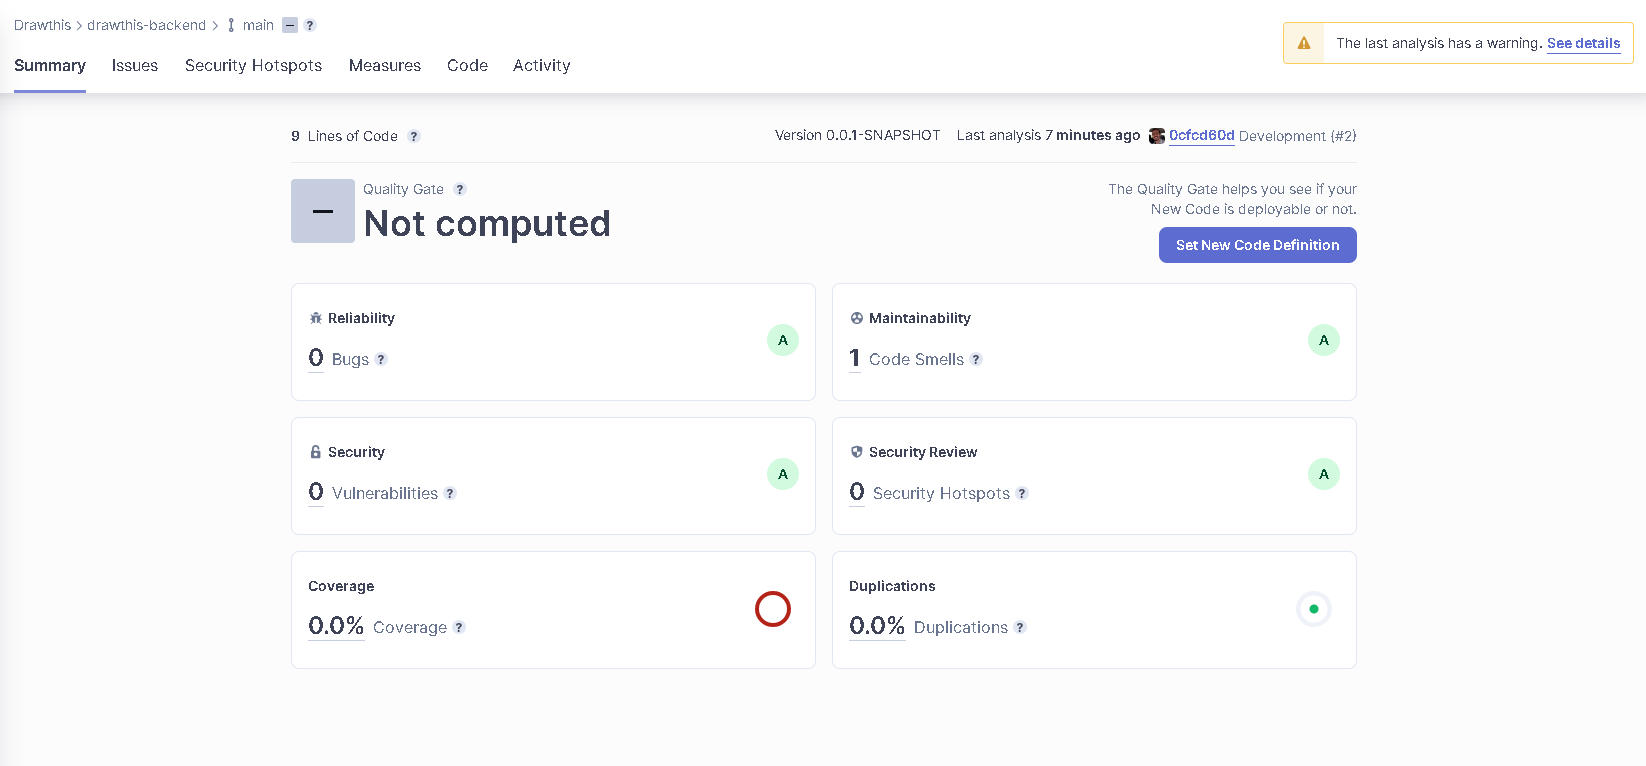 Drawthis > drawthis-backend > main ?
The last analysis has a warning. See details
Summary Issues Security Hotspots Measures Code Activity
9 Lines of Code ? Version 0.0.1-SNAPSHOT Last analysis 7 minutes ago 0cfcd60d Development (#2)
Quality Gate ?
Not computed
The Quality Gate helps you see if your
New Code is deployable or not.
Set New Code Definition
Reliability
0 Bugs ?
A
Maintainability
1 Code Smells ?
A
Security
0 Vulnerabilities ?
A
Security Review
0 Security Hotspots ?
A
Coverage
0.0% Coverage ?
Duplications
0.0% Duplications ?